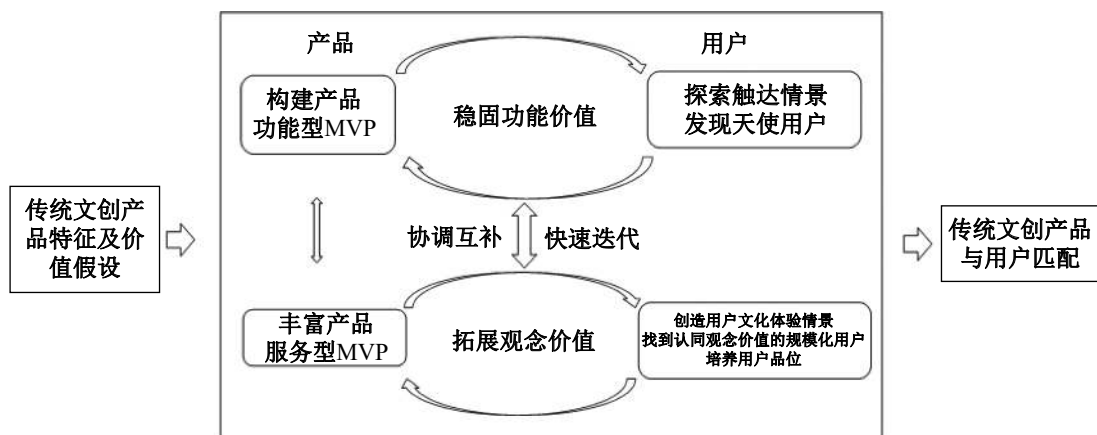 产品
用户
构建产品
功能型MVP
稳固功能价值
探索触达情景
发现天使用户
传统文创产
品特征及价
值假设
协调互补
快速迭代
传统文创产品
与用户匹配
丰富产品
服务型MVP
拓展观念价值
创造用户文化体验情景
找到认同观念价值的规模化用户
培养用户品位